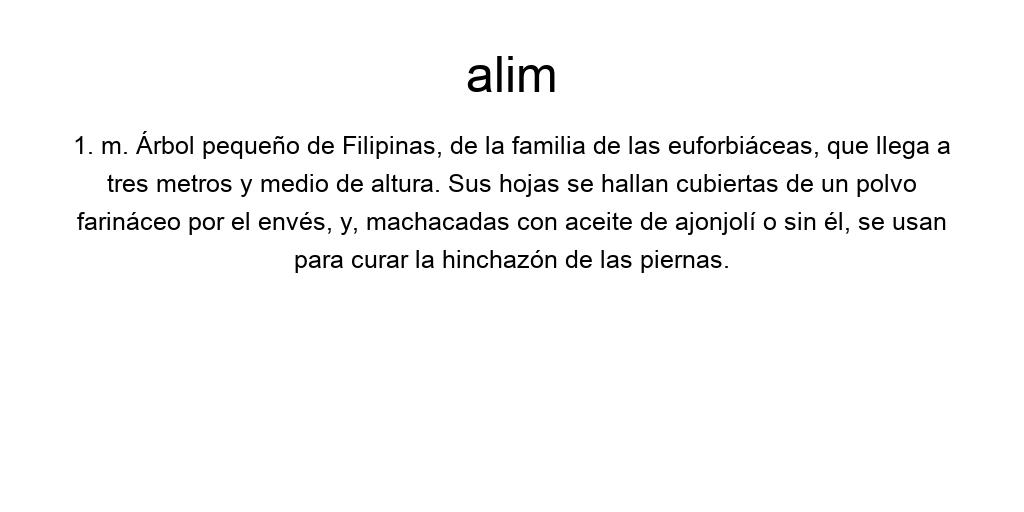 alim
1. m. Árbol pequeño de Filipinas, de la familia de las euforbiáceas, que llega a
tres metros y medio de altura. Sus hojas se hallan cubiertas de un polvo
farináceo por el envés, y, machacadas con aceite de ajonjolí o sin él, se usan
para curar la hinchazón de las piernas.